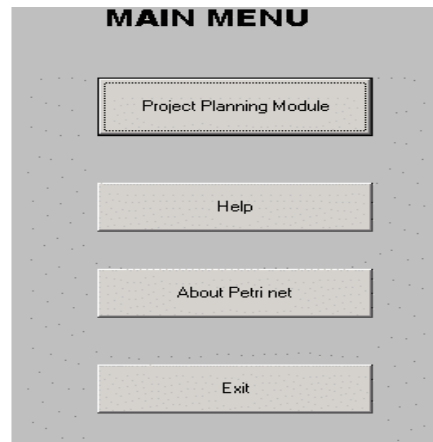 MAIN MENU
Project Planning Module
Help
About Petri net
Exit